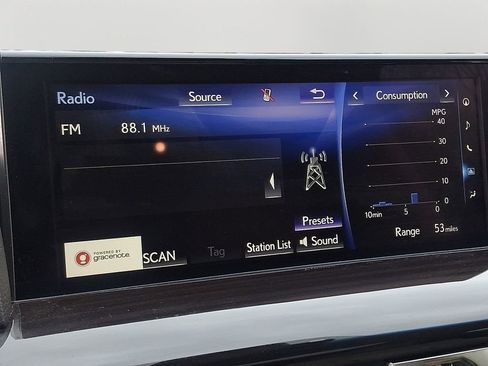 Radio
Source
FM
88.1 MHz
Presets
POWERED BY
gracenote.
SCAN
Tag
Station List
Sound
Consumption
MPG
40
30
20
10
0
10min
5
0
Range
53 miles